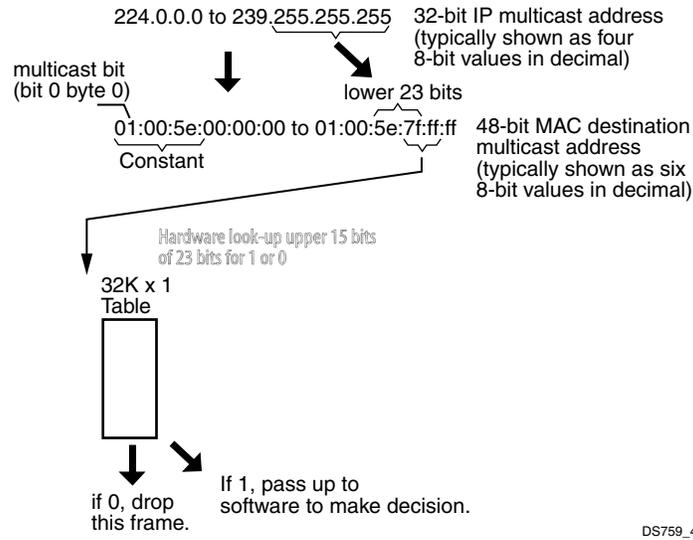 224.0.0.0 to 239.255.255.255
32-bit IP multicast address
(typically shown as four
8-bit values in decimal)
multicast bit
(bit 0 byte 0)
lower 23 bits
01:00:5e:00:00:00 to 01:00:5e:7f:ff:ff
Constant
48-bit MAC destination
multicast address
(typically shown as six
8-bit values in decimal)
Hardware look-up upper 15 bits
of 23 bits for 1 or 0
32K x 1
Table
if 0, drop
this frame.
If 1, pass up to
software to make decision.